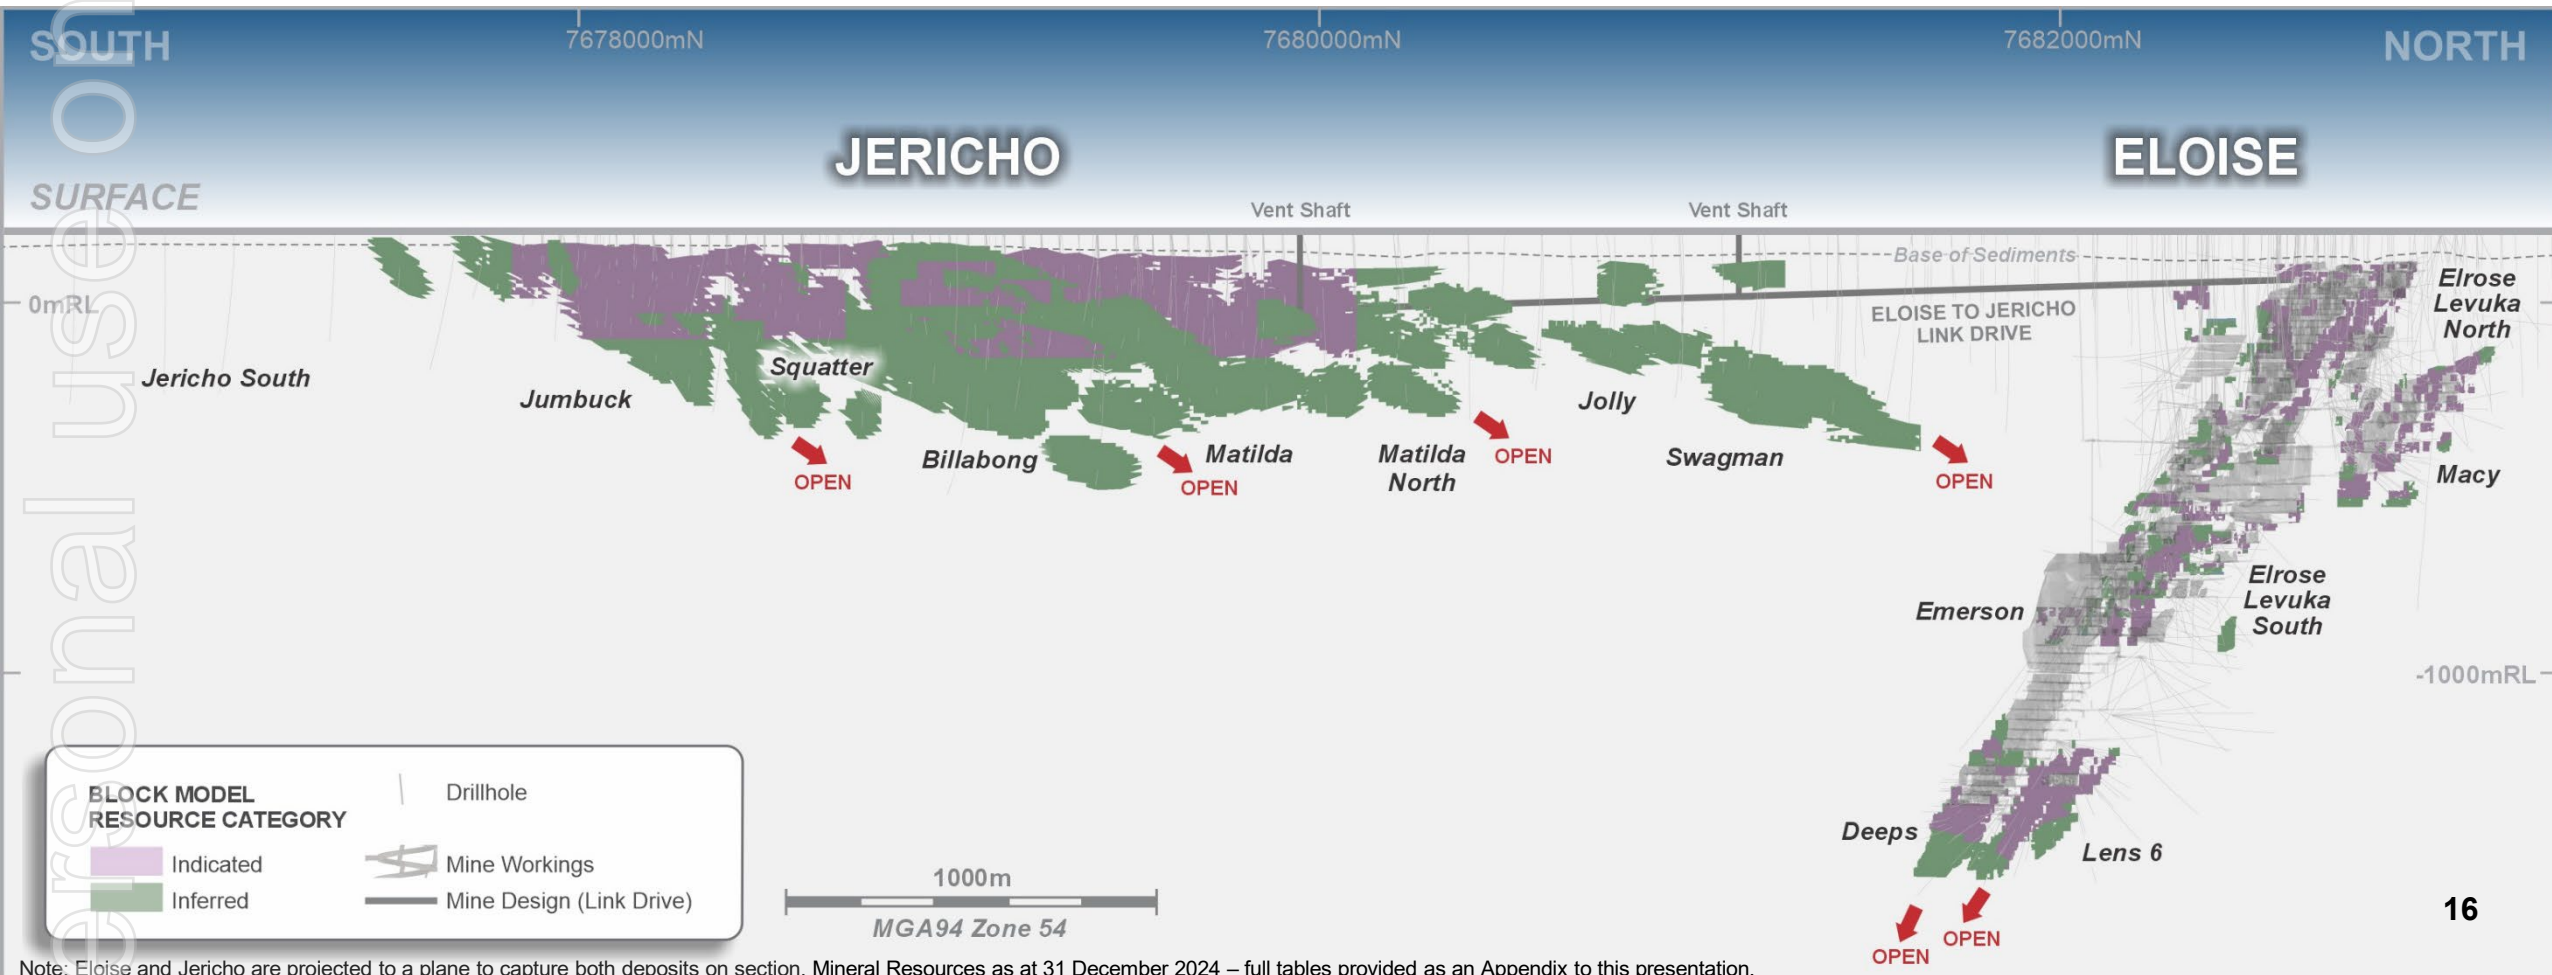 SOUTH
7678000mN
7680000mN
7682000mN
NORTH
JERICHO
ELOISE
SURFACE
Vent Shaft
Vent Shaft
Base of Sediments
0mRL
ELOISE TO JERICHO
LINK DRIVE
Elrose
Levuka
North
Jericho South
Jumbuck
Squatter
Jolly
OPEN
Billabong
OPEN
Matilda
Matilda
North
OPEN
Swagman
OPEN
Macy
Emerson
Elrose
Levuka
South
-1000mRL
Deeps
Lens 6
OPEN
OPEN
BLOCK MODEL
RESOURCE CATEGORY
Indicated
Inferred
Drillhole
Mine Workings
Mine Design (Link Drive)
1000m
MGA94 Zone 54
16
Note: Eloise and Jericho are projected to a plane to capture both deposits on section. Mineral Resources as at 31 December 2024 – full tables provided as an Appendix to this presentation.
ersonal use on